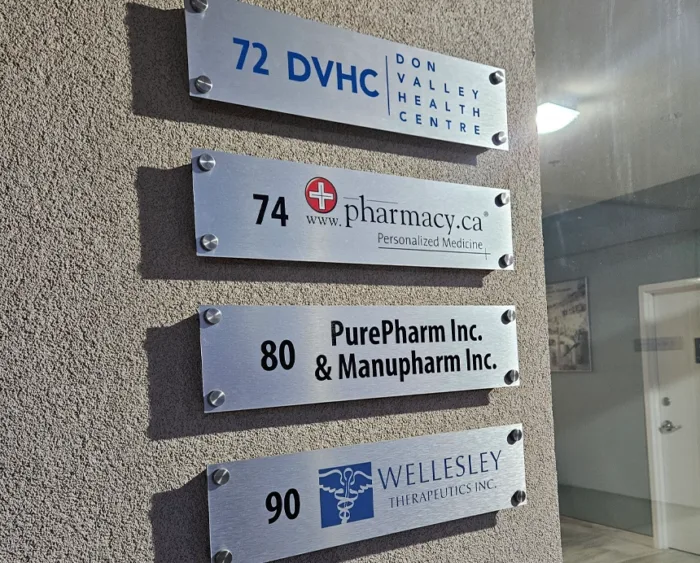 72 DVHC
DON
VALLEY
HEALTH
CENTRE
74 www.pharmacy.ca®
Personalized Medicine
80
PurePharm Inc.
& Manupharm Inc.
90
WELLESLEY
THERAPEUTICS INC.